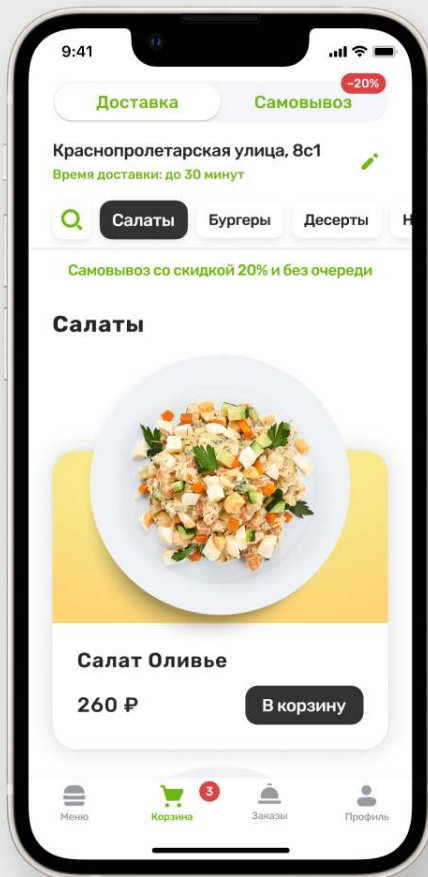 9:41
-20%
Доставка Самовывоз
Краснопролетарская улица, 8с1
Время доставки: до 30 минут
Салаты Бургеры Десерты Н
Самовывоз со скидкой 20% и без очереди
Салаты
Салат Оливье
260 ₽ В корзину
3
Меню Корзина Заказы Профиль